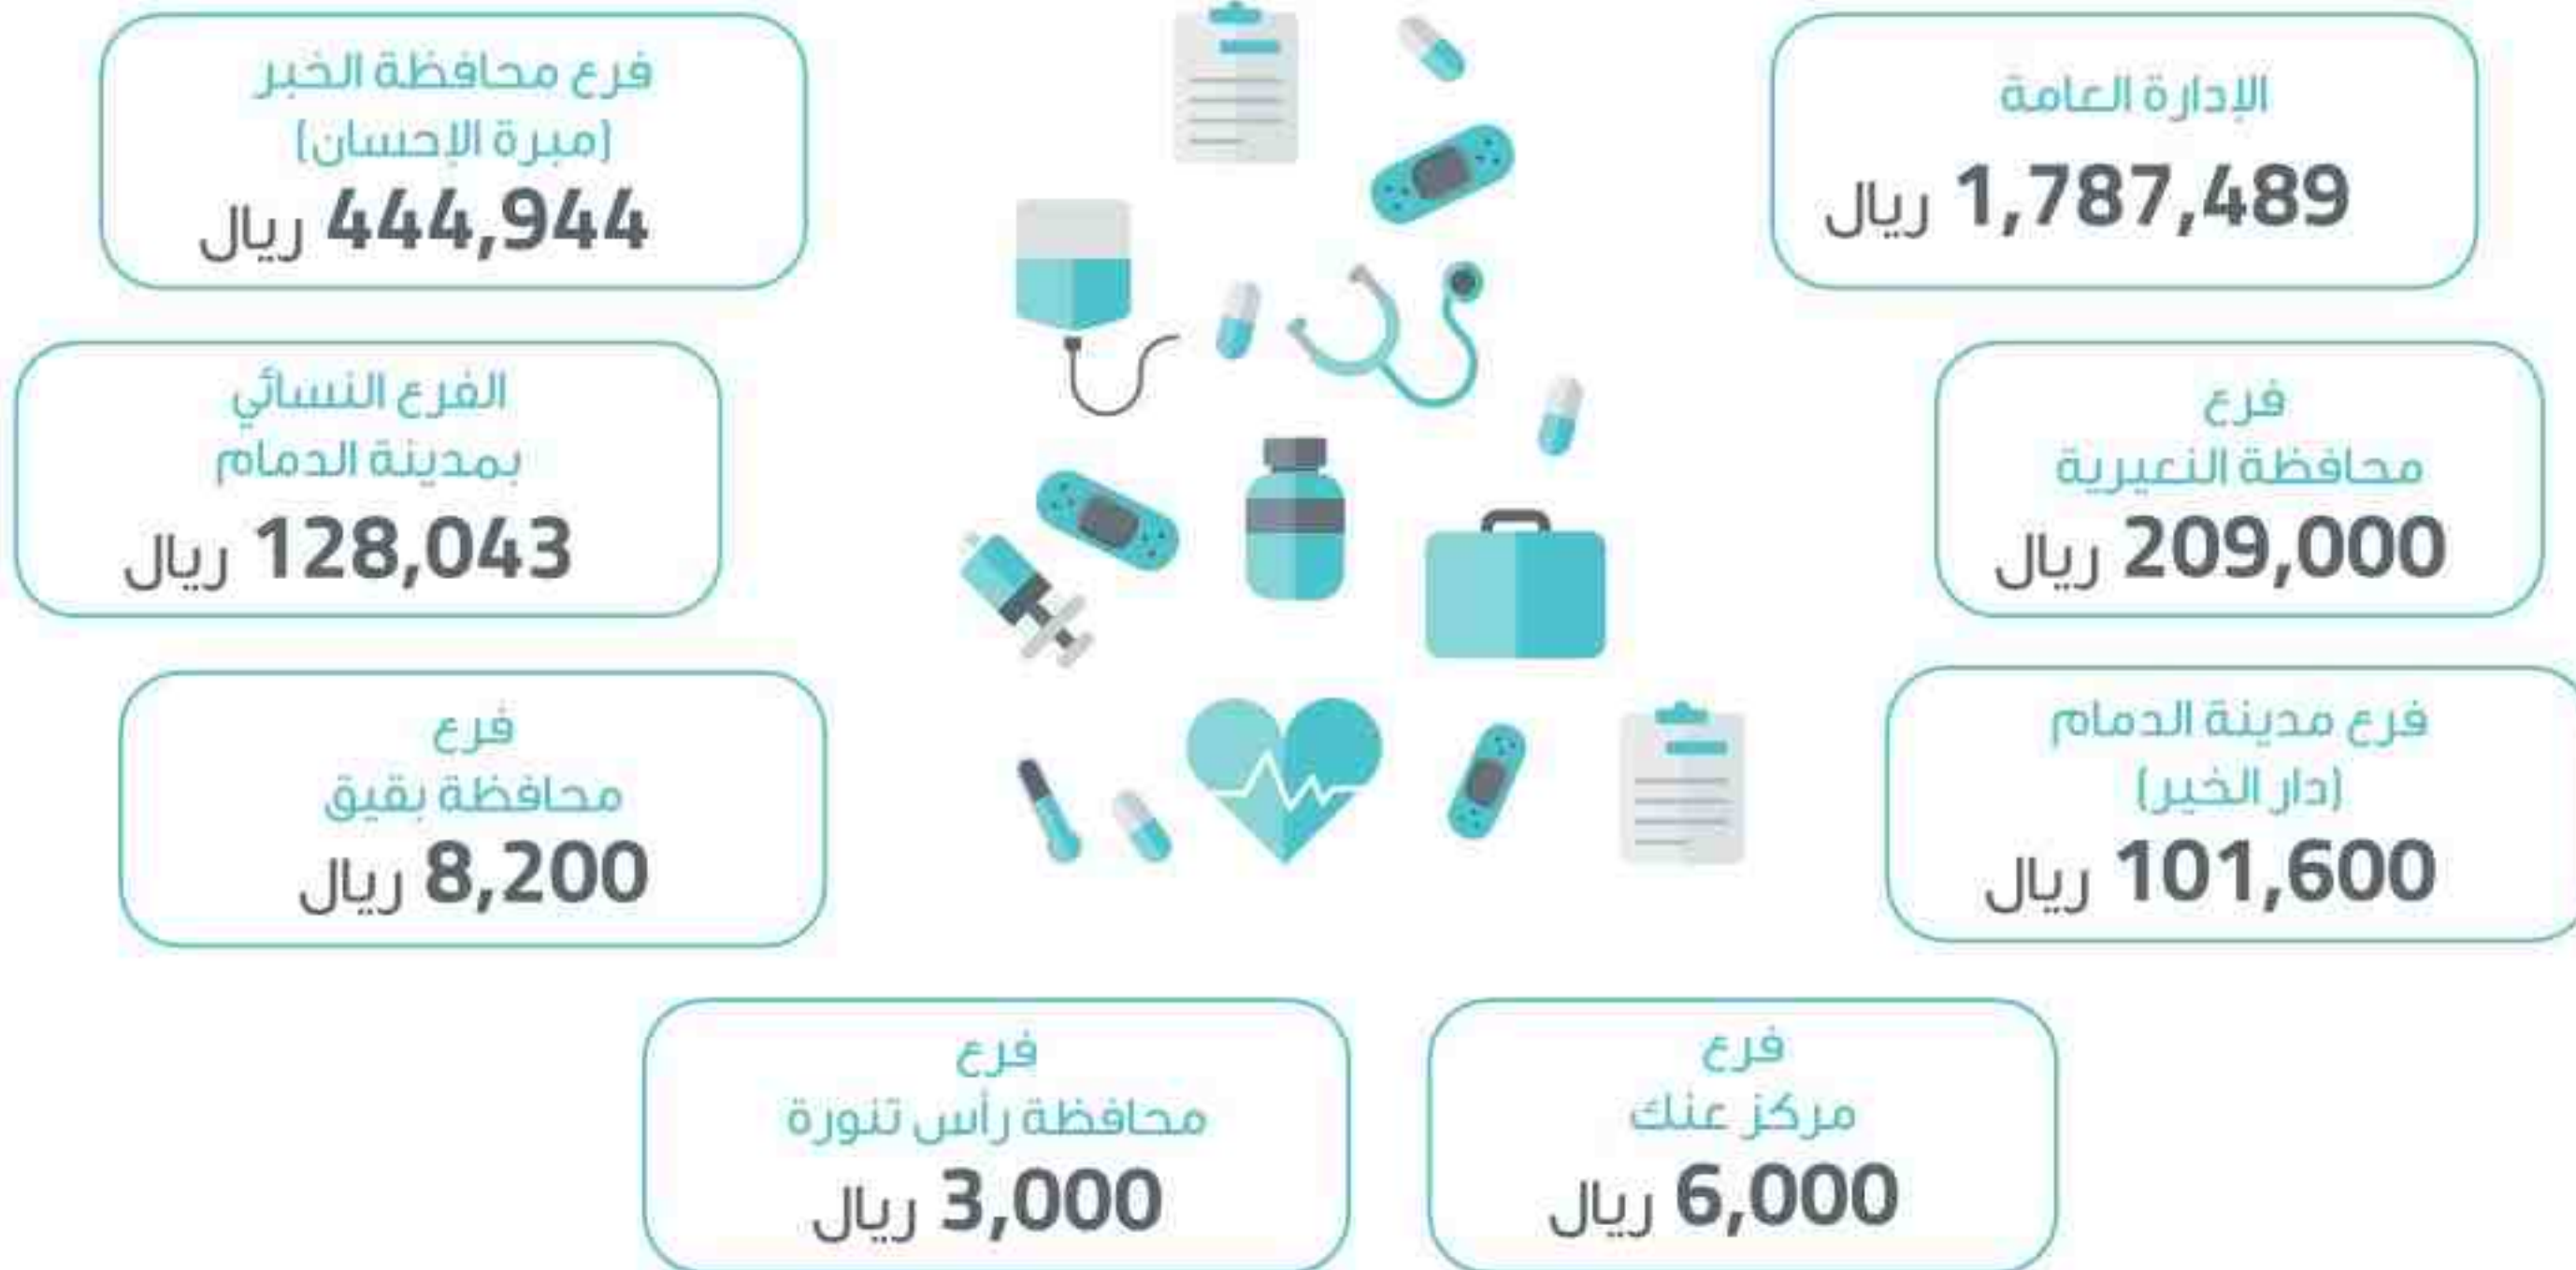 الإدارة العامة
1,787,489 ريال
فرع محافظة الخبر
(مبرة الإحسان)
444,944 ريال
فرع
محافظة النعيرية
209,000 ريال
الفرع النسائي
بمدينة الدمام
128,043 ريال
فرع مدينة الدمام
(دار الخير)
101,600 ريال
فرع
محافظة بقيق
8,200 ريال
فرع
مركز عنك
6,000 ريال
فرع
محافظة رأس تنورة
3,000 ريال